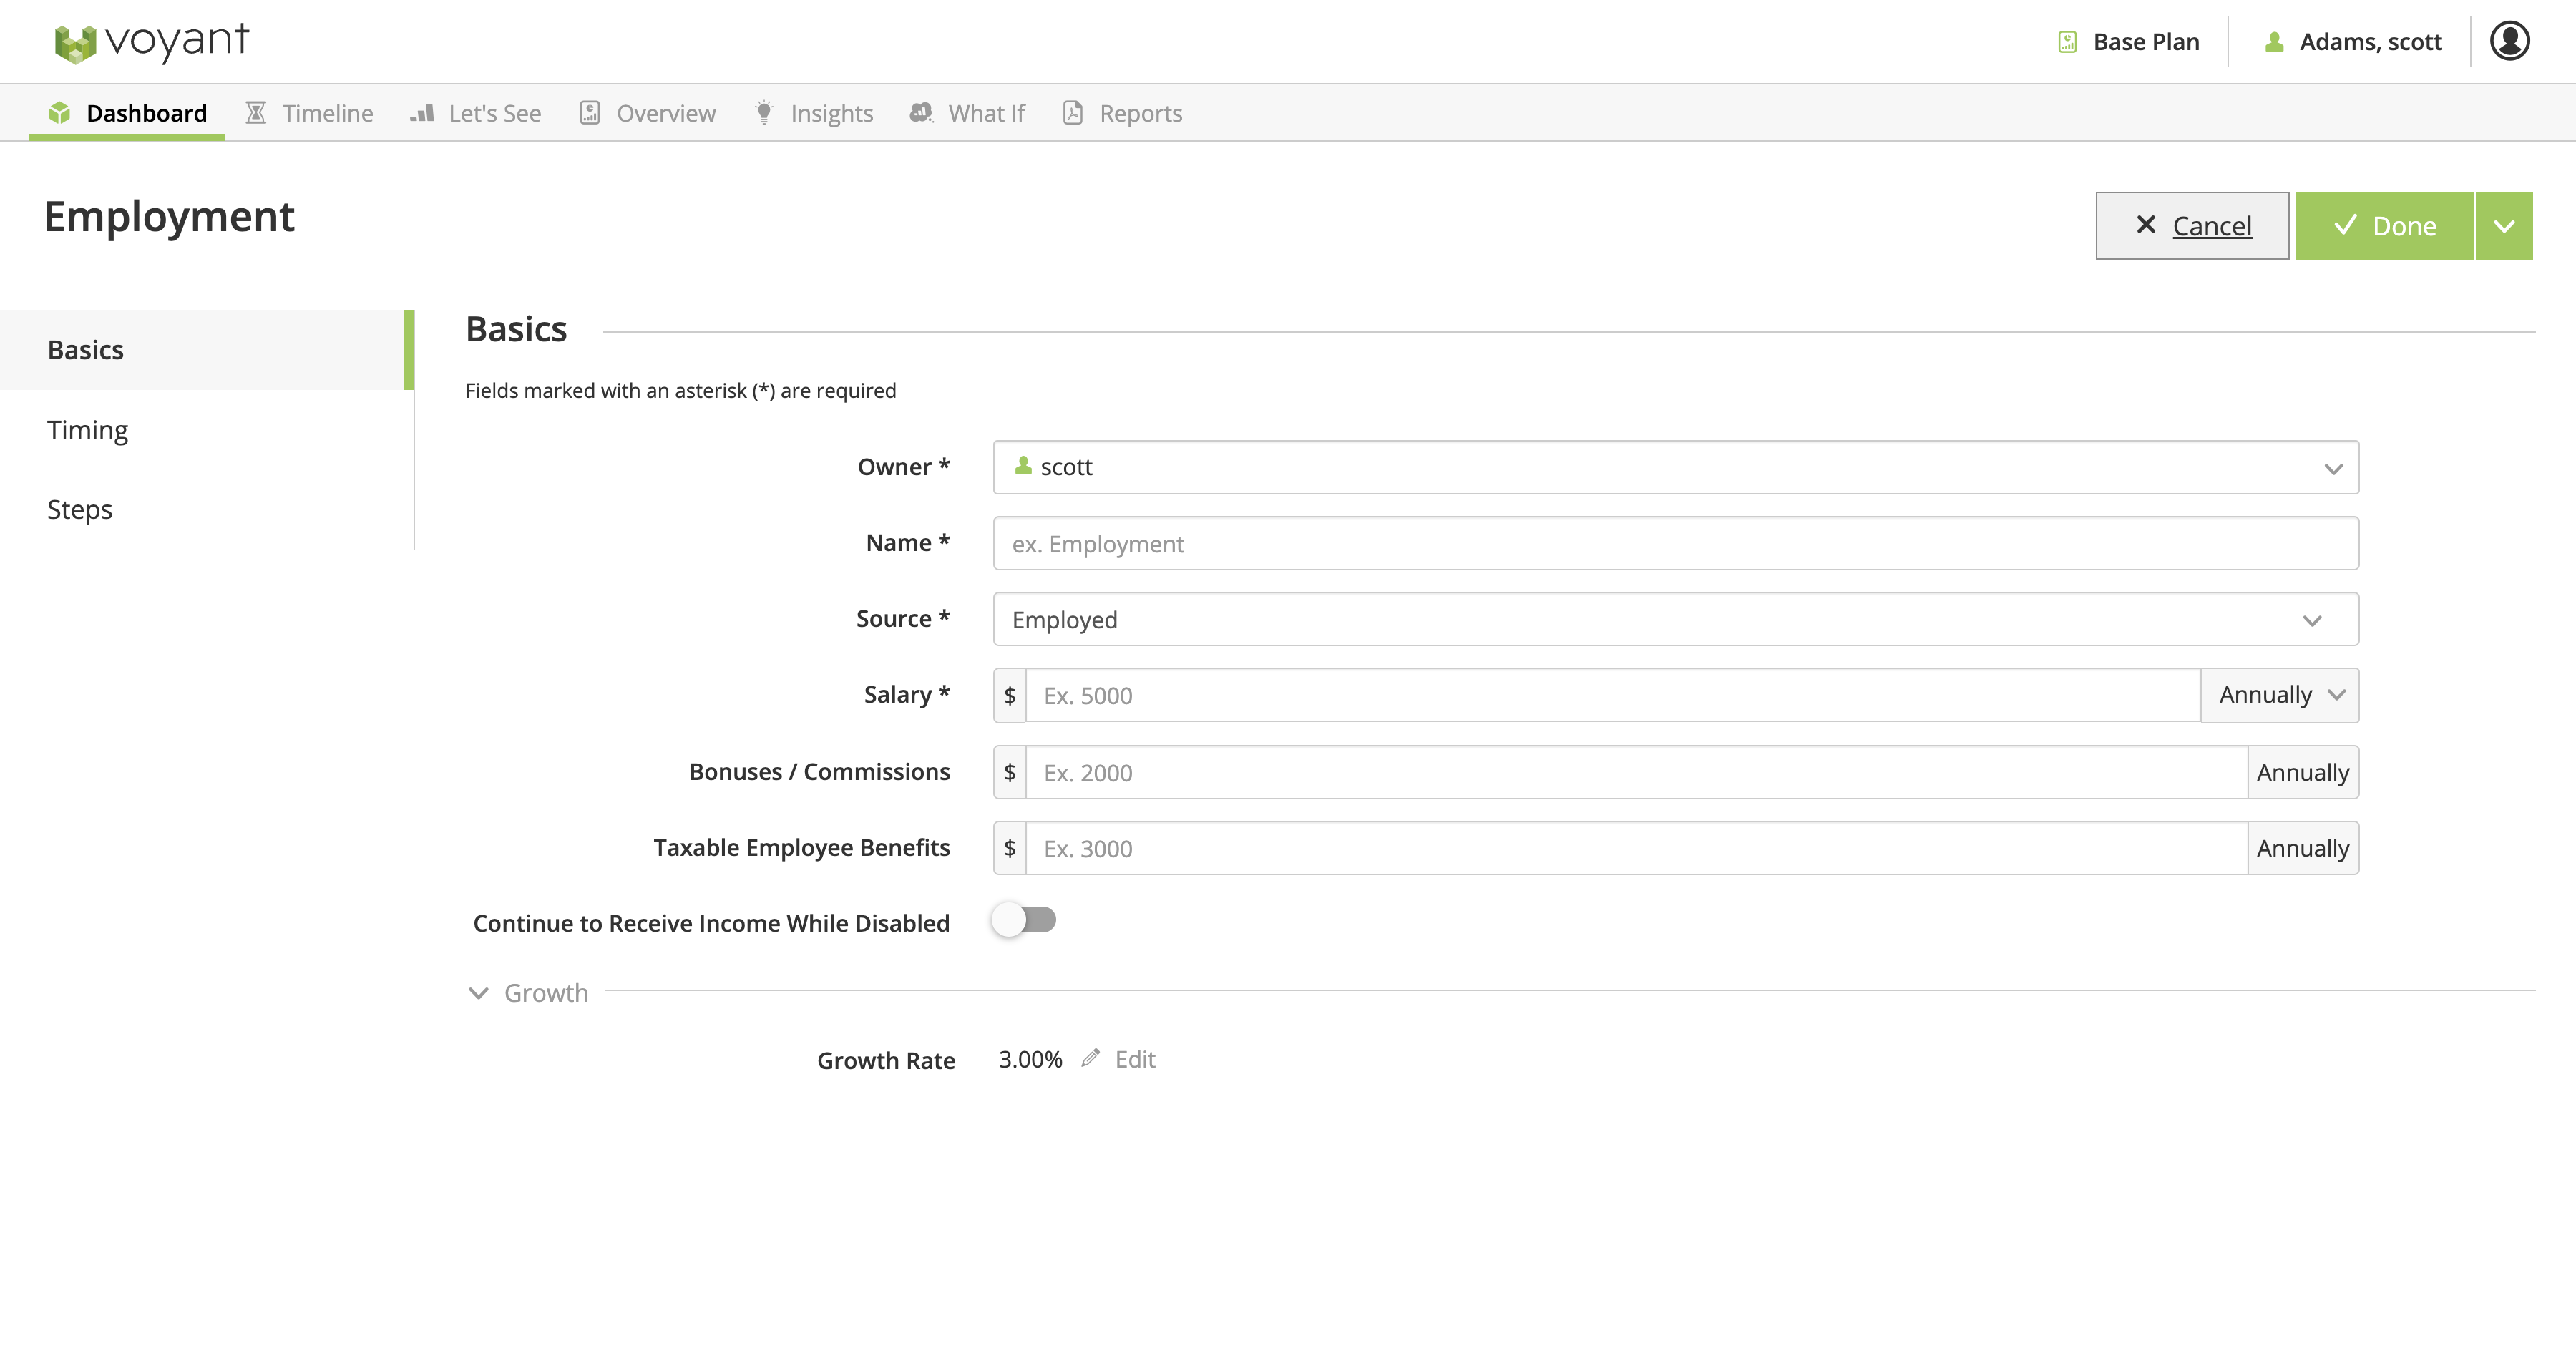 voyant
Base Plan
Adams, scott
Dashboard
Timeline
Let's See
Overview
Insights
What If
Reports
Employment
Cancel
Done
Basics
Timing
Steps
Basics
Fields marked with an asterisk (*) are required
Owner * scott
Name * ex. Employment
Source * Employed
Salary * $ Ex. 5000 Annually
Bonuses / Commissions $ Ex. 2000 Annually
Taxable Employee Benefits $ Ex. 3000 Annually
Continue to Receive Income While Disabled
Growth
Growth Rate 3.00% Edit